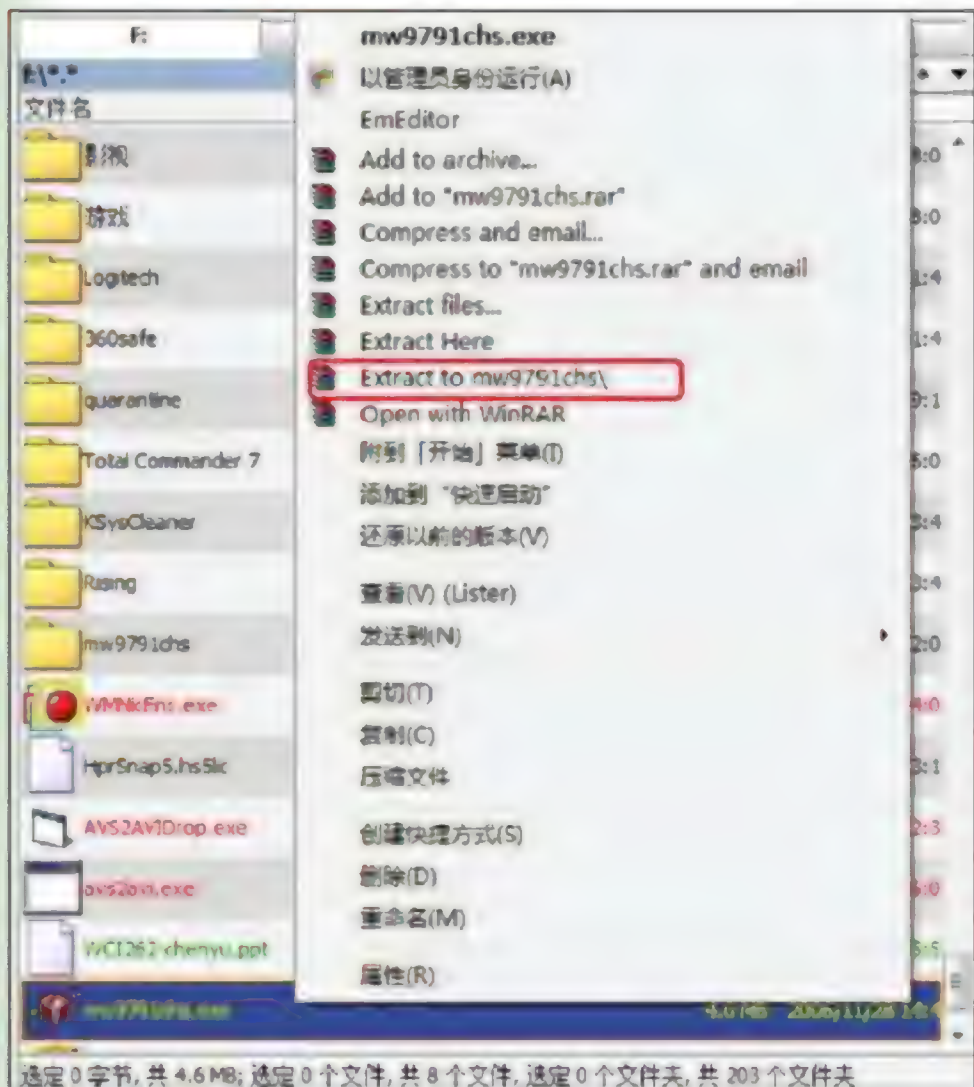 F:
F:\*.*
文件名
影视
游戏
Logitech
360safe
quarantine
Total Commander 7
KSysCleaner
Rising
mw9791chs
HprSnap5.hs5lic
AVS2AVIDrop.exe
avs2avi.exe
WCI262-chenyu.ppt
mw9791chs.exe
4.6 MB
mw9791chs.exe
以管理员身份运行(A)
EmEditor
Add to archive...
Add to "mw9791chs.rar"
Compress and email...
Compress to "mw9791chs.rar" and email
Extract files...
Extract Here
Extract to mw9791chs\
Open with WinRAR
附到「开始」菜单(I)
添加到 "快速启动"
还原以前的版本(V)
查看(V) (Lister)
发送到(N)
剪切(T)
复制(C)
压缩文件
创建快捷方式(S)
删除(D)
重命名(M)
属性(R)
选定 0 字节, 共 4.6 MB; 选定 0 个文件, 共 8 个文件, 选定 0 个文件夹, 共 203 个文件夹